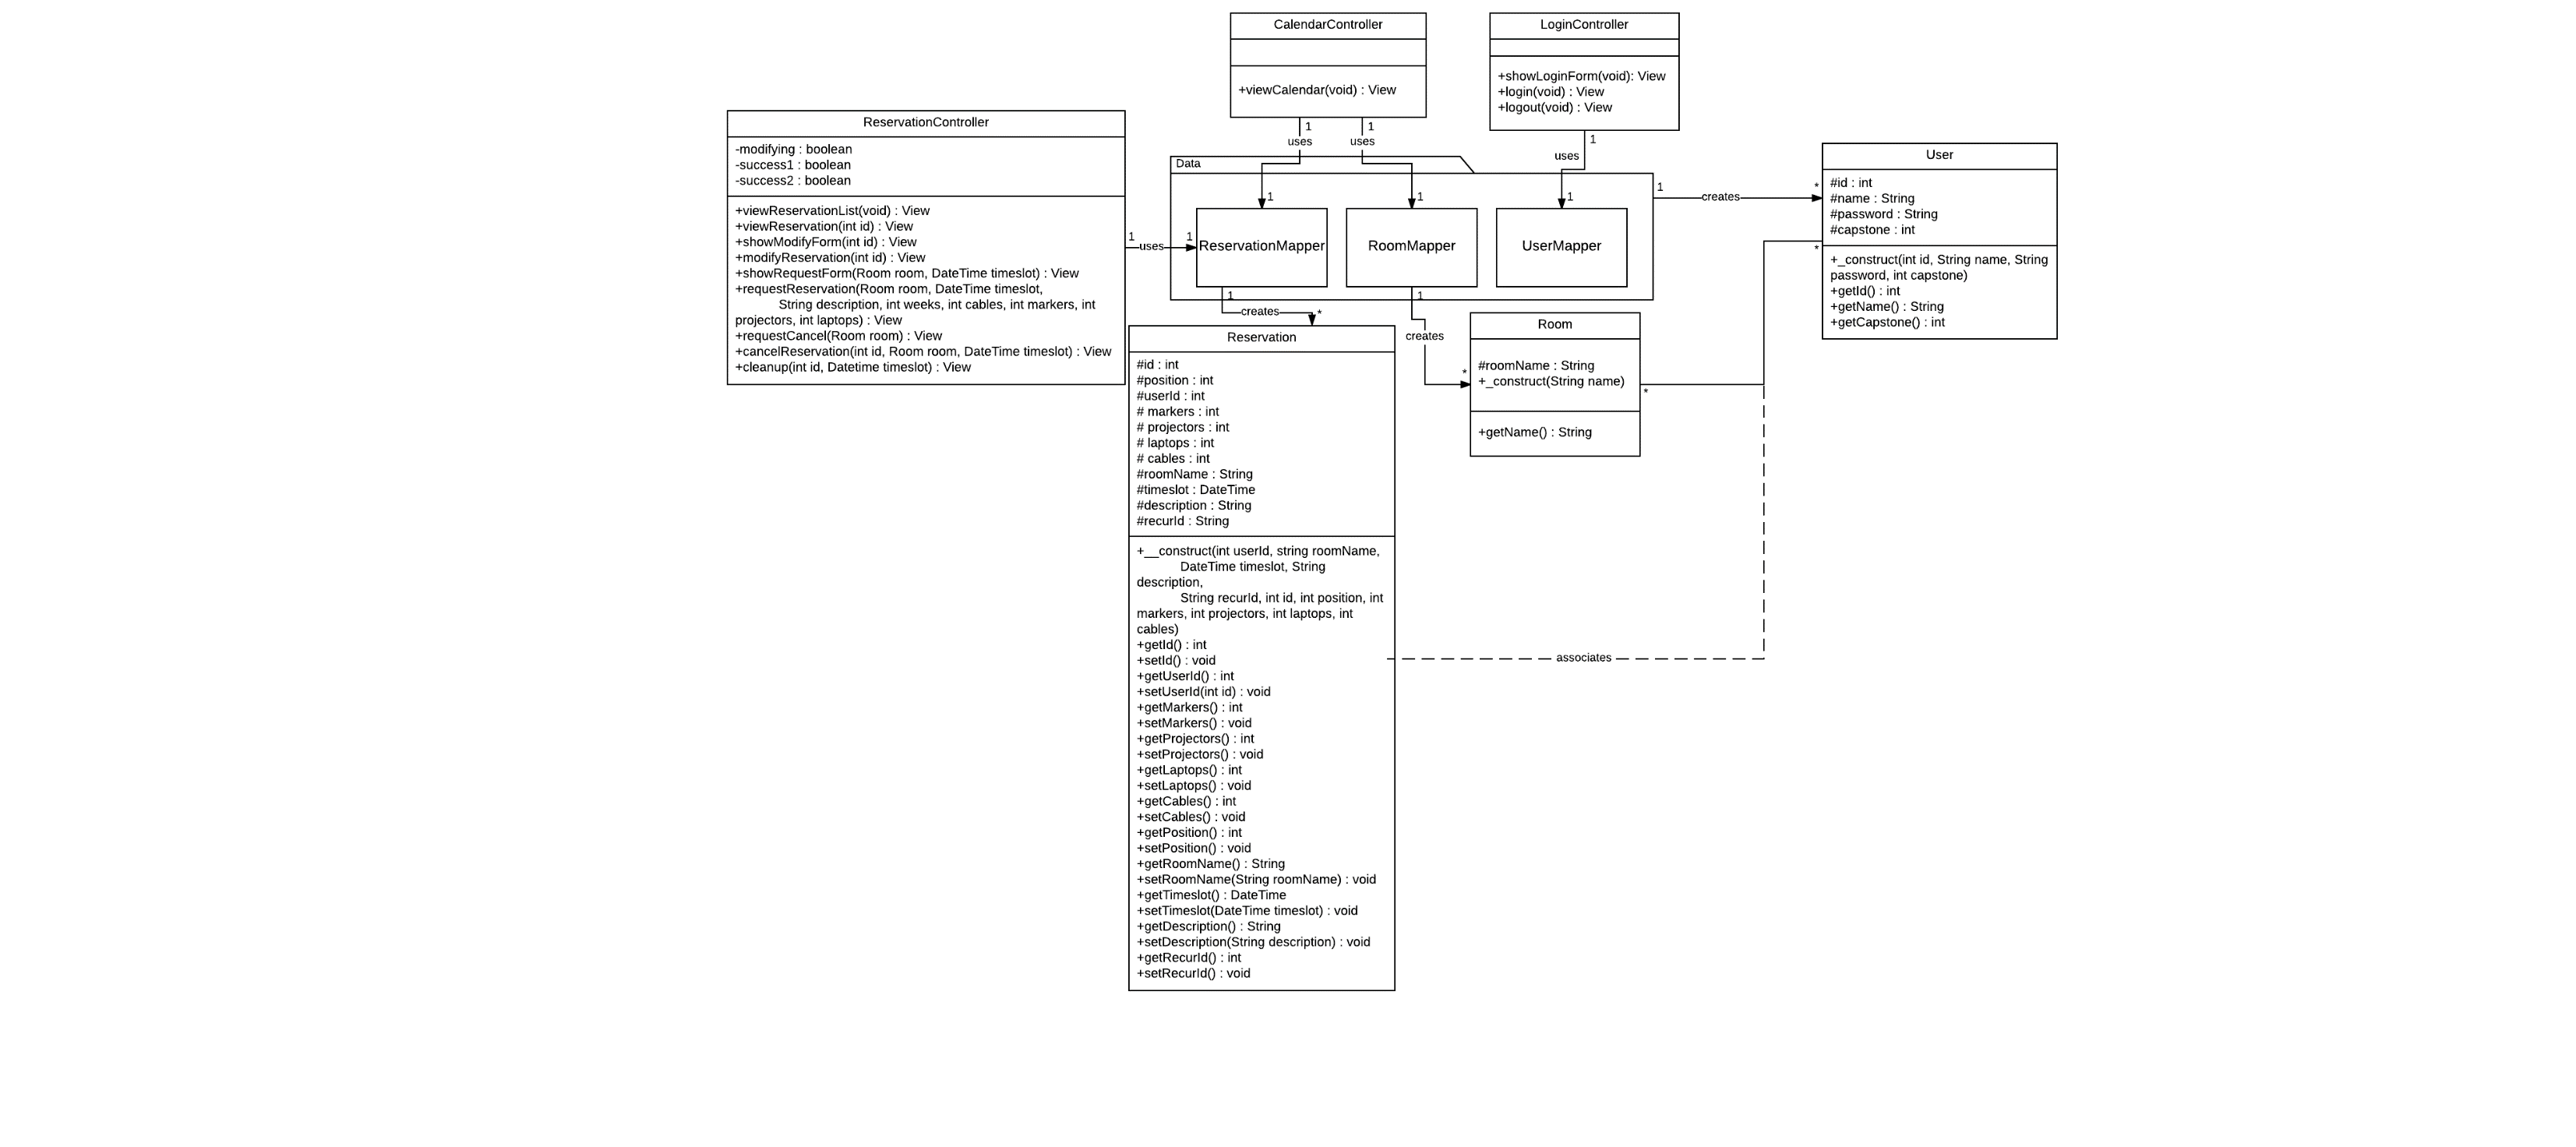 CalendarController
+viewCalendar(void) : View
LoginController
+showLoginForm(void): View
+login(void) : View
+logout(void) : View
ReservationController
-modifying : boolean
-success1 : boolean
-success2 : boolean
+viewReservationList(void) : View
+viewReservation(int id) : View
+showModifyForm(int id) : View
+modifyReservation(int id) : View
+showRequestForm(Room room, DateTime timeslot) : View
+requestReservation(Room room, DateTime timeslot,
String description, int weeks, int cables, int markers, int
projectors, int laptops) : View
+requestCancel(Room room) : View
+cancelReservation(int id, Room room, DateTime timeslot) : View
+cleanup(int id, Datetime timeslot) : View
1
uses
1
1
uses
1
uses
1
uses
Data
1
1
1
ReservationMapper
RoomMapper
UserMapper
1
creates
*
User
#id : int
#name : String
#password : String
#capstone : int
+_construct(int id, String name, String
password, int capstone)
+getId() : int
+getName() : String
+getCapstone() : int
*
1
creates
*
1
creates
*
Room
#roomName : String
+_construct(String name)
+getName() : String
*
Reservation
#id : int
#position : int
#userId : int
# markers : int
# projectors : int
# laptops : int
# cables : int
#roomName : String
#timeslot : DateTime
#description : String
#recurId : String
+__construct(int userId, string roomName,
DateTime timeslot, String
description,
String recurId, int id, int position, int
markers, int projectors, int laptops, int
cables)
+getId() : int
+setId() : void
+getUserId() : int
+setUserId(int id) : void
+getMarkers() : int
+setMarkers() : void
+getProjectors() : int
+setProjectors() : void
+getLaptops() : int
+setLaptops() : void
+getCables() : int
+setCables() : void
+getPosition() : int
+setPosition() : void
+getRoomName() : String
+setRoomName(String roomName) : void
+getTimeslot() : DateTime
+setTimeslot(DateTime timeslot) : void
+getDescription() : String
+setDescription(String description) : void
+getRecurId() : int
+setRecurId() : void
associates